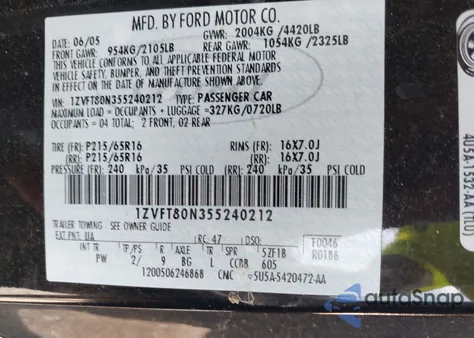 MFD. BY FORD MOTOR CO.
DATE: 06/05 GVWR: 2004KG/4420LB
FRONT GAWR: 954KG/2105LB REAR GAWR: 1054KG/2325LB
THIS VEHICLE CONFORMS TO ALL APPLICABLE FEDERAL MOTOR
VEHICLE SAFETY, BUMPER, AND THEFT PREVENTION STANDARDS
IN EFFECT ON THE DATE OF MANUFACTURE SHOWN ABOVE.
VIN: 1ZVFT80N355240212 TYPE: PASSENGER CAR
MAXIMUM LOAD = OCCUPANTS + LUGGAGE = 327KG/0720LB
OCCUPANTS = 04 TOTAL; 2 FRONT, 02 REAR
TIRE (FR): P215/65R16 RIMS (FR): 16X7.0J
(RR): P215/65R16 (RR): 16X7.0J
PRESSURE (FR): 240 kPa/35 PSI COLD (RR): 240 kPa/35 PSI COLD
1ZVFT80N355240212
TRAILER TOWING - SEE OWNER GUIDE
EXT PNT: UA RC: 47 DSO: F0046
TR TP/PS R AXLE TR SPR 5ZF1B R0186
PW 2/ 9 BG L CCBB 605
1200506246868 CNC 5U5A-5420472-AA
autoSnap